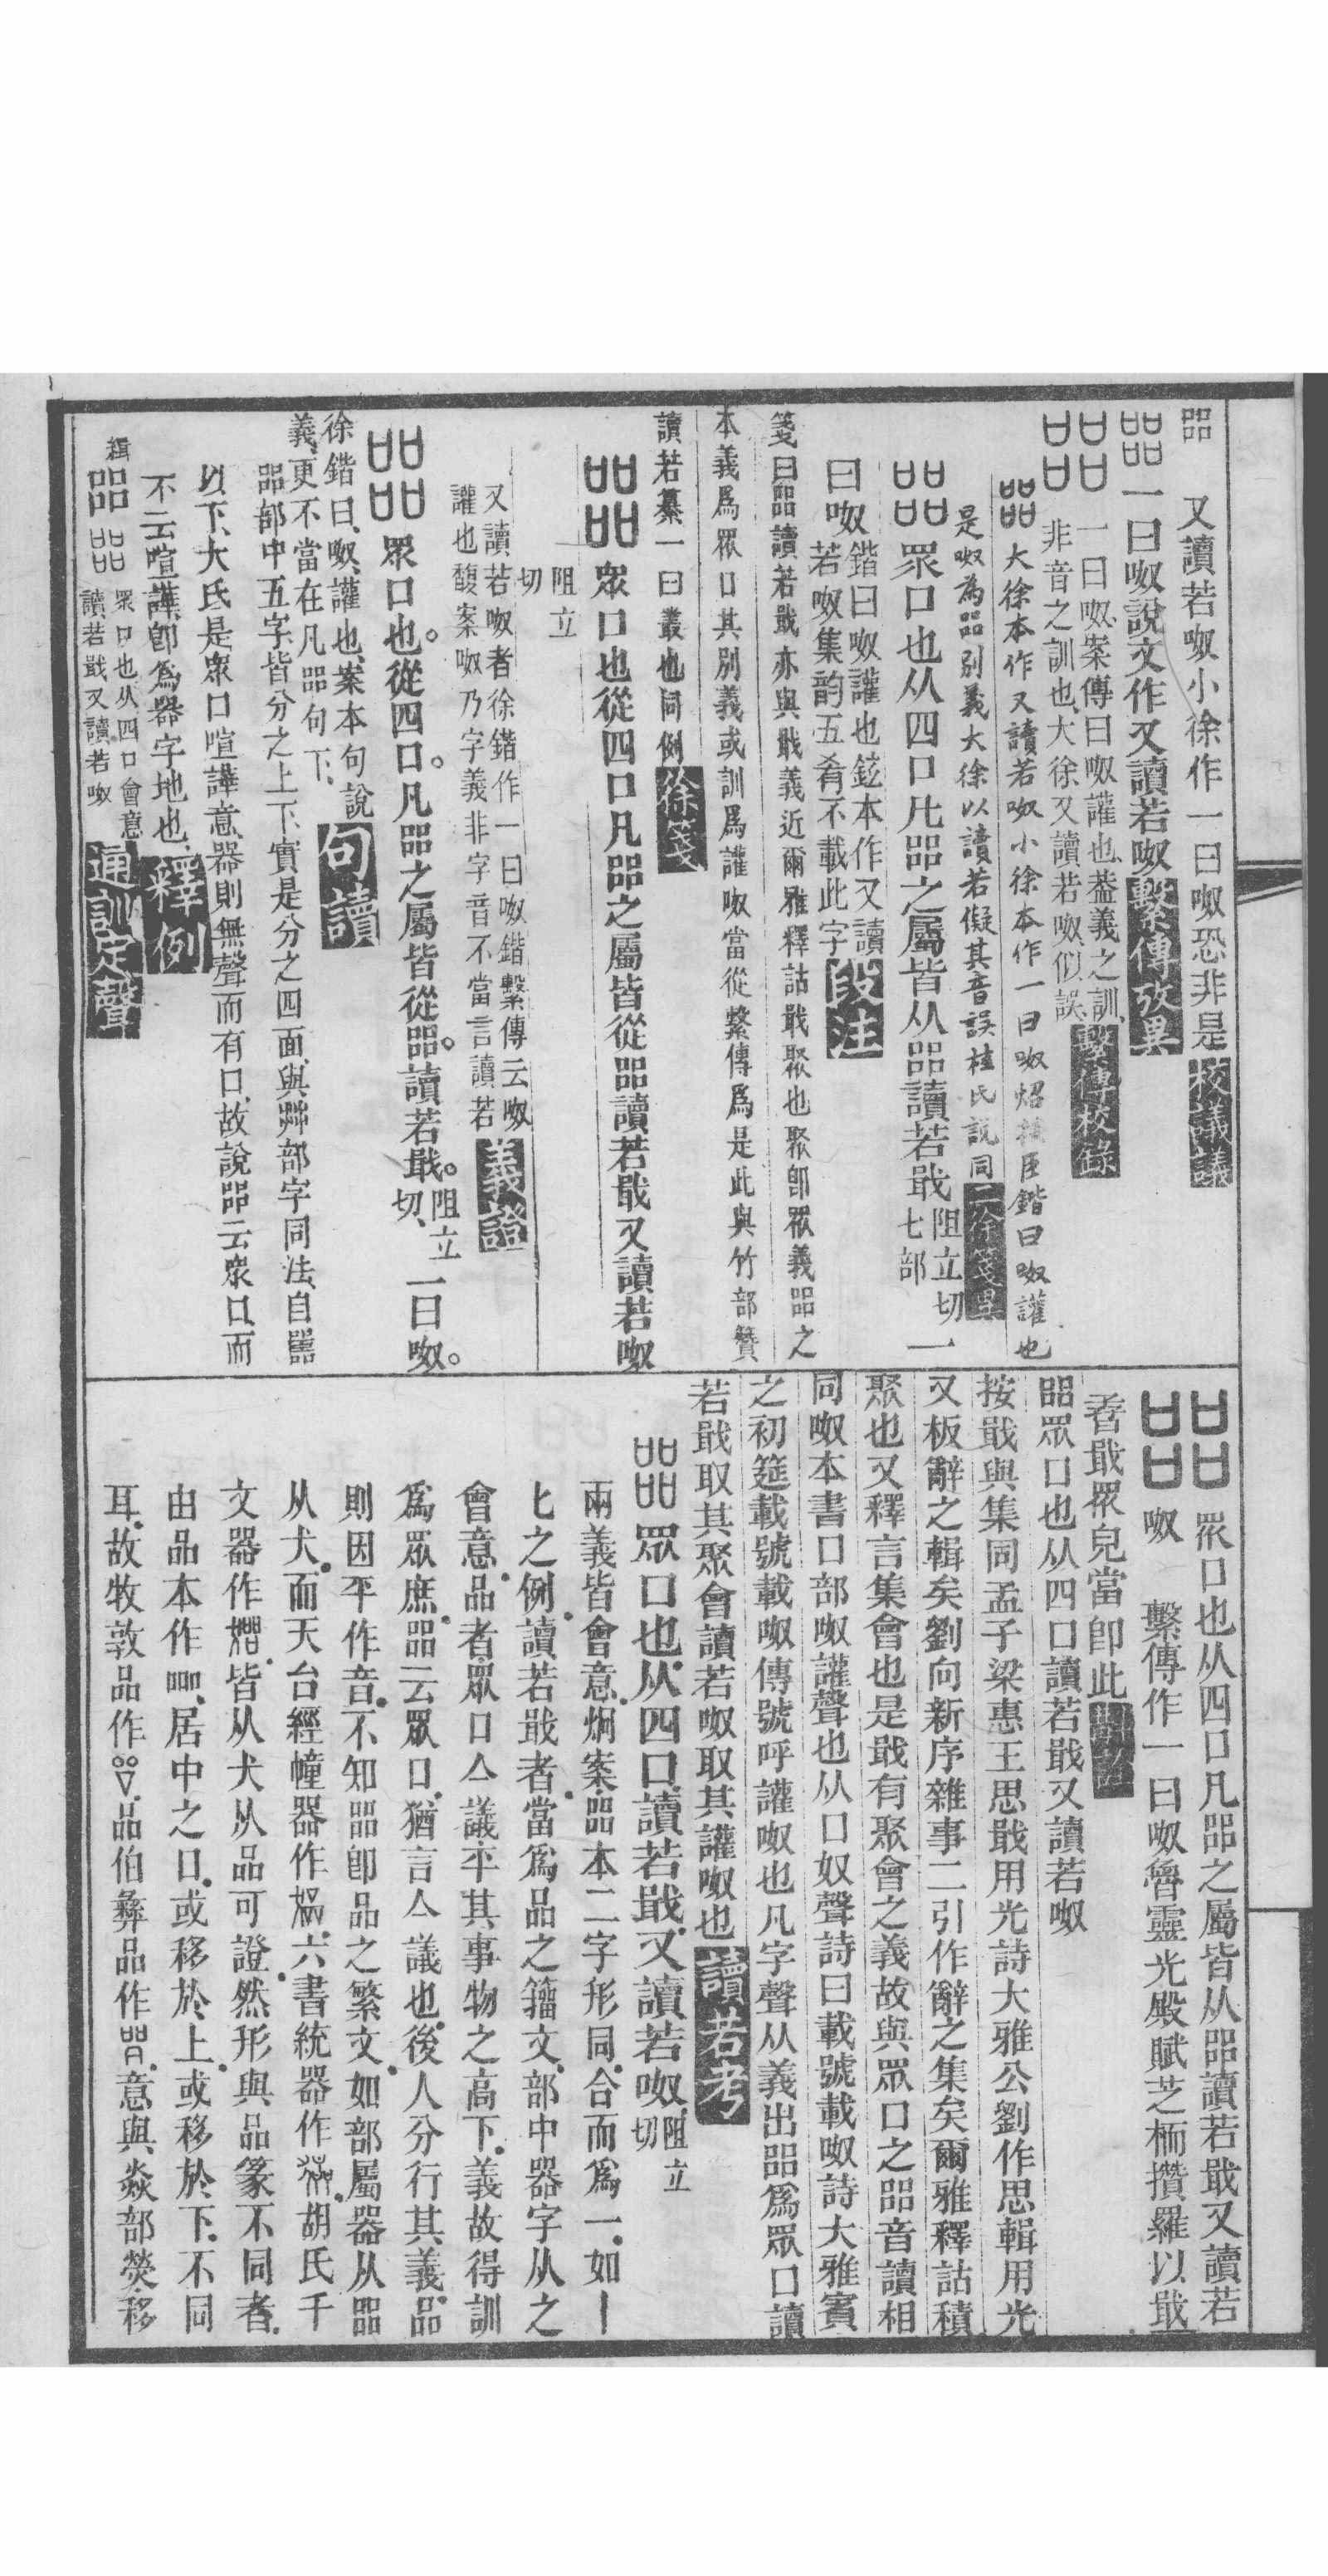 㗊　又讀若呶小徐作一曰呶恐非是校議議
㗊一曰呶說文作又讀若呶繫傳攷異
㗊一曰呶案傳曰呶讙也葢義之訓
非音之訓也大徐又讀若呶似誤繫傳校錄
㗊大徐本作又讀若呶小徐本作一曰呶炤按臣鍇曰呶讙也
是呶為㗊別義大徐以讀若儗其音誤桂氏說同二徐箋異
㗊眾口也从四口凡㗊之屬皆从㗊讀若戢阻立切七部一
曰呶鍇曰呶讙也鉉本作又讀
若呶集韵五肴不載此字段注
箋曰㗊讀若戢亦與戢義近爾雅釋詁戢聚也聚卽眾義㗊之
本義爲眾口其別義或訓爲讙呶當從繫傳爲是此與竹部籫
讀若纂一曰叢也同例徐箋
㗊眾口也從四口凡㗊之屬皆從㗊讀若戢又讀若呶
阻立
切
又讀若呶者徐鍇作一曰呶鍇繫傳云呶
讙也馥案呶乃字義非字音不當言讀若義證
㗊眾口也。從四口。凡㗊之屬皆從㗊。讀若戢。阻立切、一曰呶。
徐鍇曰、呶、讙也、案本句說
義、更不當在凡㗊句下、句讀
㗊部中五字、皆分之上下、實是分之四面、與茻部字同法、自嚚
以下、大氐是眾口喧譁意、器則無聲而有口、故說㗊云眾口、而
不云喧譁、卽爲器字地也、釋例
輯㗊㗊眾口也从四口會意
讀若戢又讀若呶通訓定聲
㗊眾口也从四口凡㗊之屬皆从㗊讀若戢又讀若
呶　繫傳作一曰呶魯靈光殿賦芝栭攢羅以戢
孴戢眾皃當卽此
㗊眾口也从四口讀若戢又讀若呶
按戢與集同孟子梁惠王思戢用光詩大雅公劉作思輯用光
又板辭之輯矣劉向新序雜事二引作辭之集矣爾雅釋詁積
聚也又釋言集會也是戢有聚會之義故與眾口之㗊音讀相
同呶本書口部呶讙聲也从口奴聲詩曰載號載呶詩大雅賓
之初筵載號載呶傳號呼讙呶也凡字聲从義出㗊爲眾口讀
若戢取其聚會讀若呶取其讙呶也讀若考
㗊眾口也、从四口、讀若戢、又讀若呶、阻立切
兩義皆會意、炯案、㗊本二字形同、合而爲一、如丨
匕之例、讀若戢者、當爲品之籀文、部中器字从之
會意、品者、眾口亼議平其事物之高下、義故得訓
爲眾庶、㗊云眾口、猶言亼議也、後人分行其義、品
則因平作音、不知㗊卽品之繁文、如部屬器从㗊
从犬、而天台經幢器作、六書統器作、胡氏千
文器作、皆从犬从品可證、然形與品篆不同者、
由品本作、居中之口、或移於上、或移於下、不同
耳、故牧敦品作、品伯彝品作、意與焱部熒、移